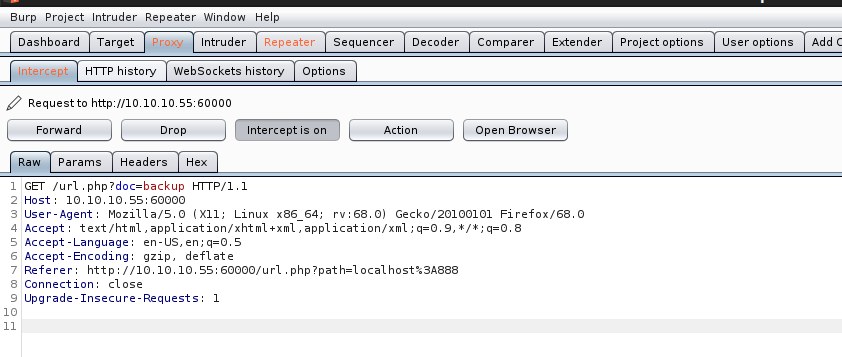 Burp Project Intruder Repeater Window Help
Dashboard Target Proxy Intruder Repeater Sequencer Decoder Comparer Extender Project options User options Add C
Intercept HTTP history WebSockets history Options
Request to http://10.10.10.55:60000
Forward Drop Intercept is on Action Open Browser
Raw Params Headers Hex
1 GET /url.php?doc=backup HTTP/1.1
2 Host: 10.10.10.55:60000
3 User-Agent: Mozilla/5.0 (X11; Linux x86_64; rv:68.0) Gecko/20100101 Firefox/68.0
4 Accept: text/html,application/xhtml+xml,application/xml;q=0.9,*/*;q=0.8
5 Accept-Language: en-US,en;q=0.5
6 Accept-Encoding: gzip, deflate
7 Referer: http://10.10.10.55:60000/url.php?path=localhost%3A888
8 Connection: close
9 Upgrade-Insecure-Requests: 1
10
11